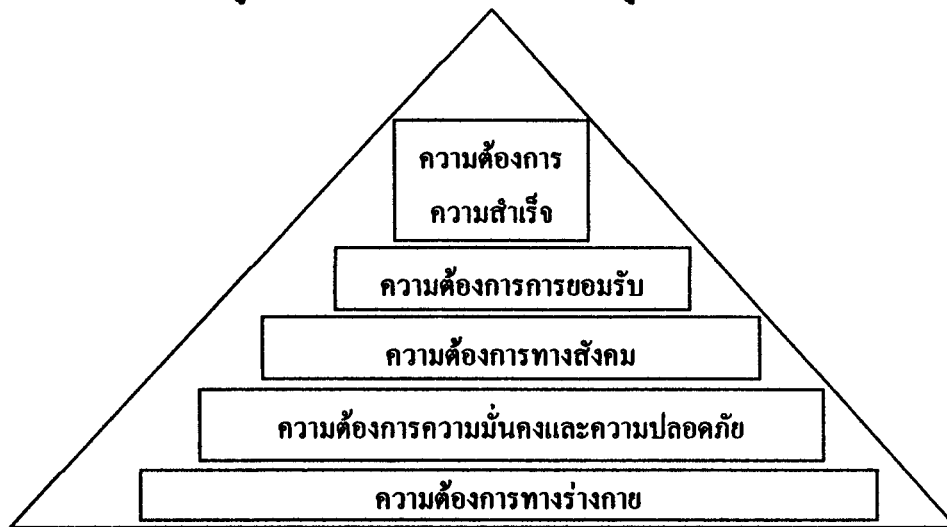 ความต้องการ
ความสำเร็จ
ความต้องการการยอมรับ
ความต้องการทางสังคม
ความต้องการความมั่นคงและความปลอดภัย
ความต้องการทางร่างกาย